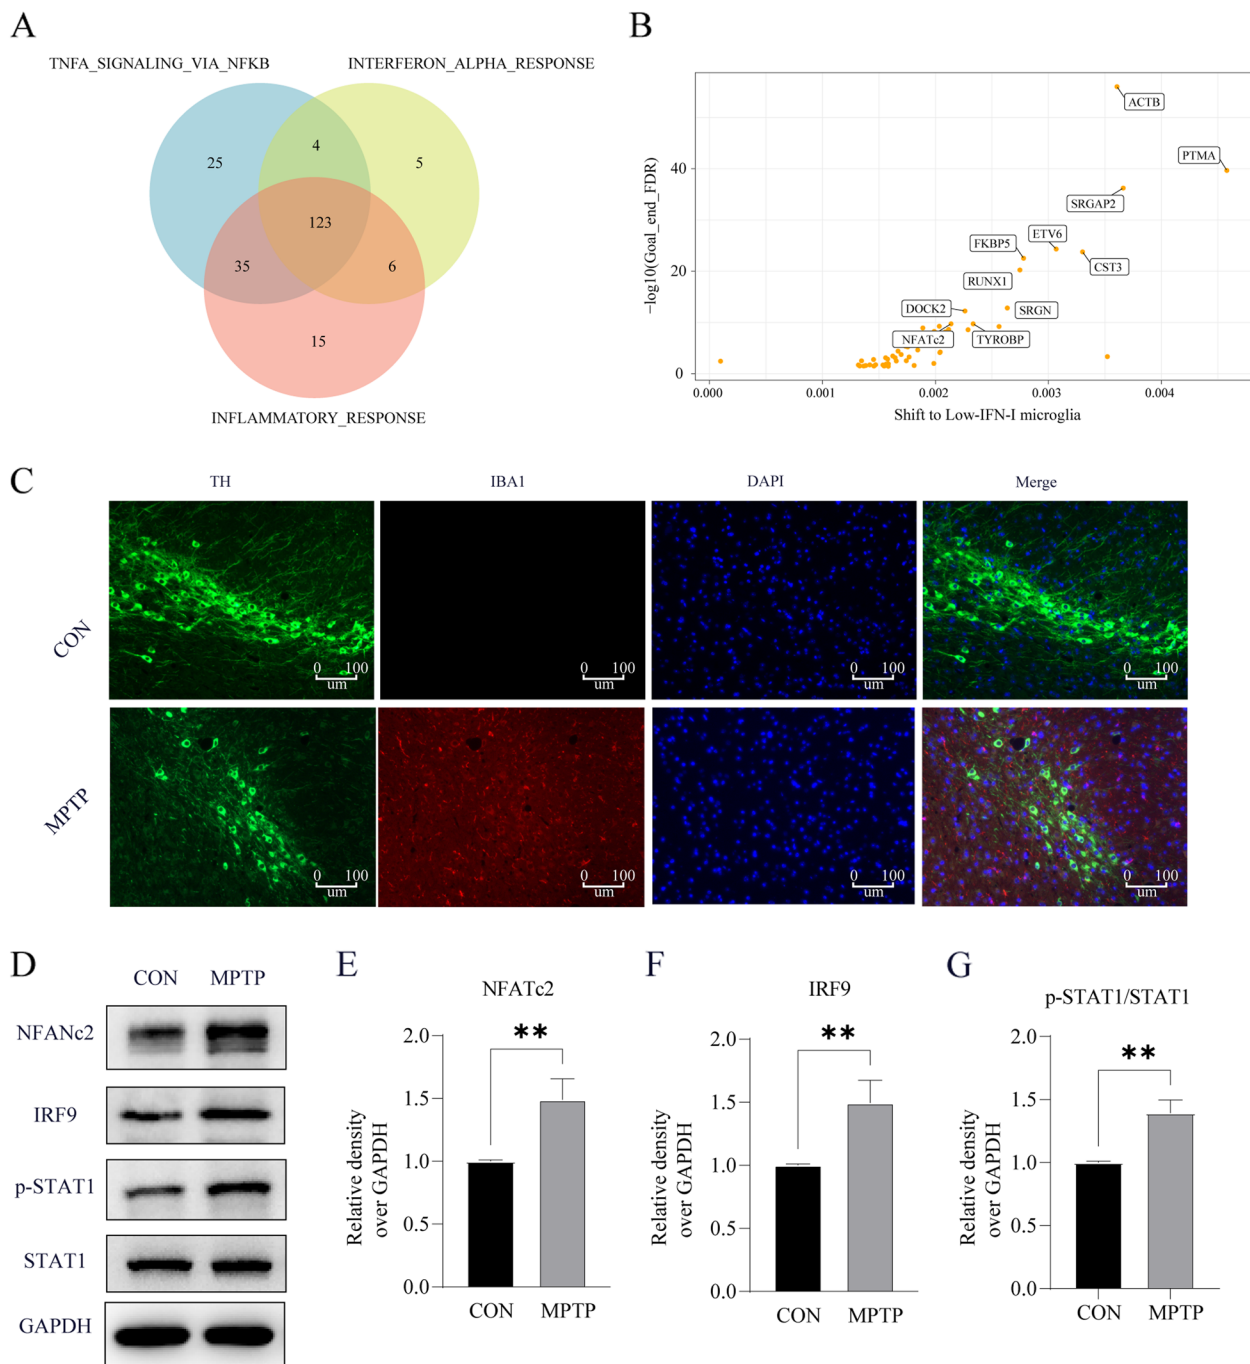 A
TNFA_SIGNALING_VIA_NFKB
INTERFERON_ALPHA_RESPONSE
25
4
5
123
35
6
15
INFLAMMATORY_RESPONSE
B
−log10(Goal_end_FDR)
40
20
0
ACTB
PTMA
SRGAP2
ETV6
FKBP5
CST3
RUNX1
DOCK2
SRGN
NFATc2
TYROBP
0.000
0.001
0.002
0.003
0.004
Shift to Low-IFN-I microglia
C
TH
IBA1
DAPI
Merge
CON
0 100
um
0 100
um
0 100
um
0 100
um
MPTP
0 100
um
0 100
um
0 100
um
0 100
um
D
CON MPTP
NFANc2
IRF9
p-STAT1
STAT1
GAPDH
E
NFATc2
**
Relative density
over GAPDH
2.0
1.5
1.0
0.5
0.0
CON
MPTP
F
IRF9
**
Relative density
over GAPDH
2.0
1.5
1.0
0.5
0.0
CON
MPTP
G
p-STAT1/STAT1
**
Relative density
over GAPDH
2.0
1.5
1.0
0.5
0.0
CON
MPTP